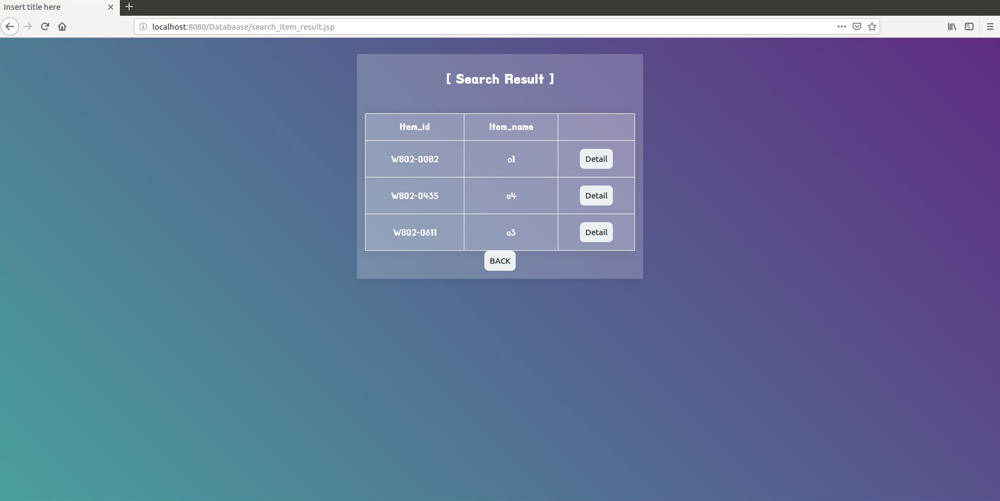 Insert title here
localhost:8080/Databaase/search_item_result.jsp
[ Search Result ]
Item_id Item_name
W802-0082 o1 Detail
W802-0435 o4 Detail
W802-0611 o3 Detail
BACK